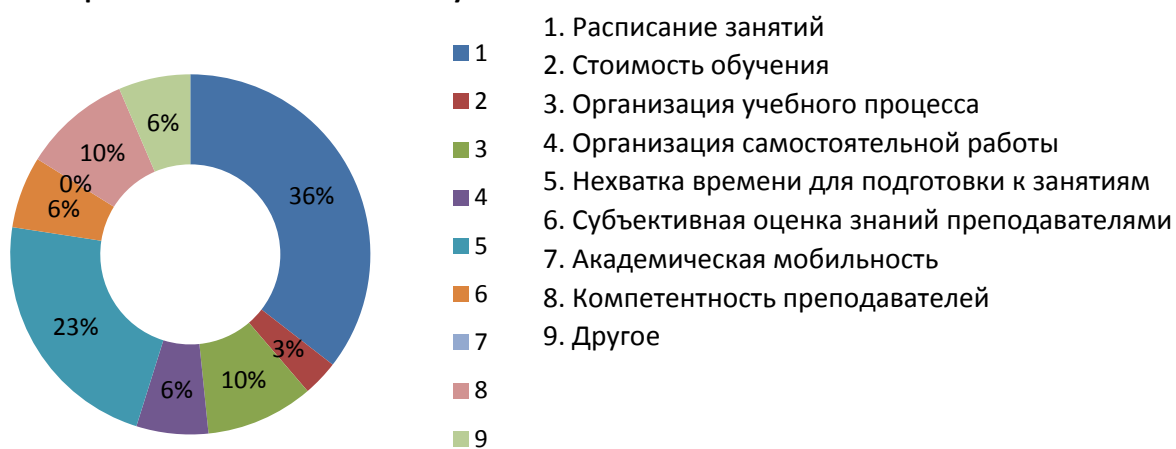 1. Расписание занятий
2. Стоимость обучения
3. Организация учебного процесса
4. Организация самостоятельной работы
5. Нехватка времени для подготовки к занятиям
6. Субъективная оценка знаний преподавателями
7. Академическая мобильность
8. Компетентность преподавателей
9. Другое
1
2
3
4
5
6
7
8
9
6%
36%
10%
0%
6%
23%
3%
10%
6%